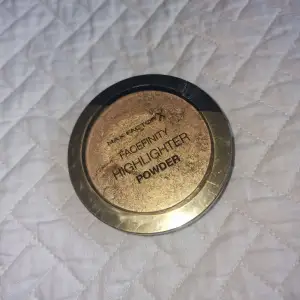 MAX FACTOR X
FACEFINITY
HIGHLIGHTER
POWDER